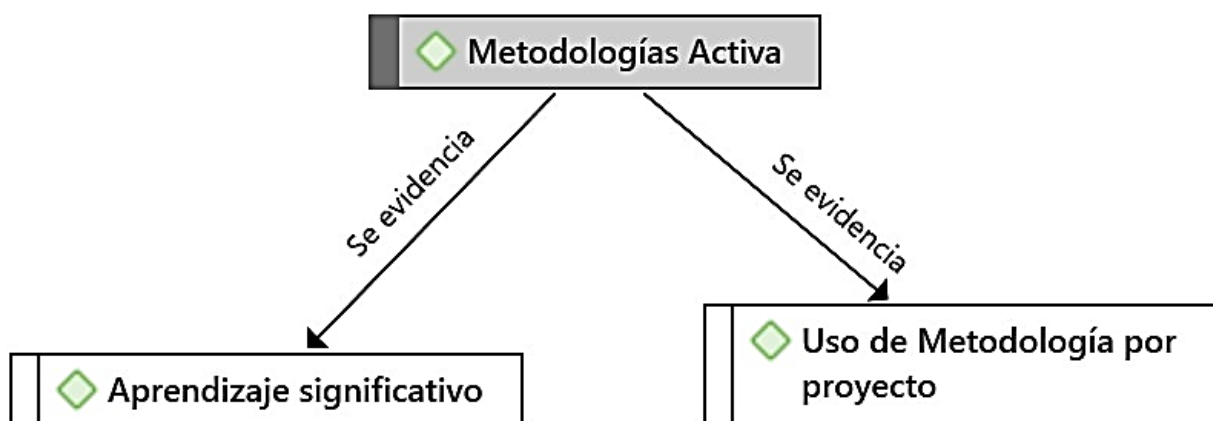 Metodologías Activa
Se evidencia
Se evidencia
Uso de Metodología por
proyecto
Aprendizaje significativo